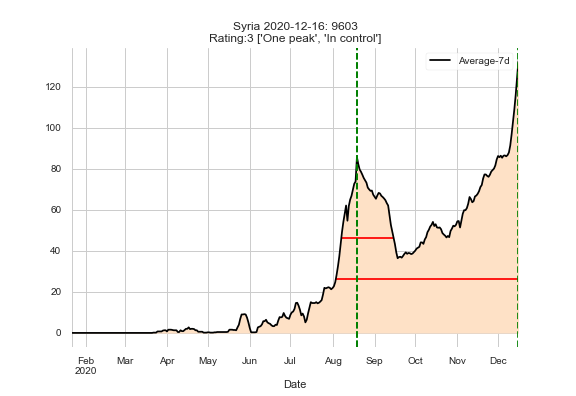 Syria 2020-12-16: 9603
Rating:3 ['One peak', 'In control']
Average-7d
120
100
80
60
40
20
0
Feb Mar Apr May Jun Jul Aug Sep Oct Nov Dec
2020
Date